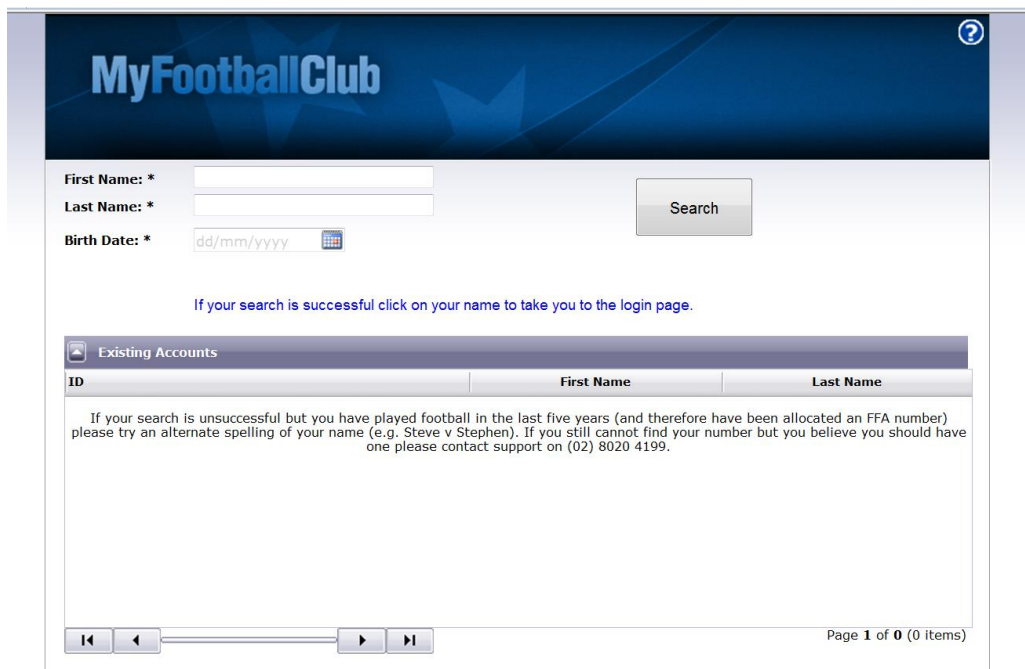 MyFootballClub
First Name: *
Last Name: *
Search
Birth Date: *
dd/mm/yyyy
If your search is successful click on your name to take you to the login page.
Existing Accounts
ID First Name Last Name
If your search is unsuccessful but you have played football in the last five years (and therefore have been allocated an FFA number)
please try an alternate spelling of your name (e.g. Steve v Stephen). If you still cannot find your number but you believe you should have
one please contact support on (02) 8020 4199.
Page 1 of 0 (0 items)